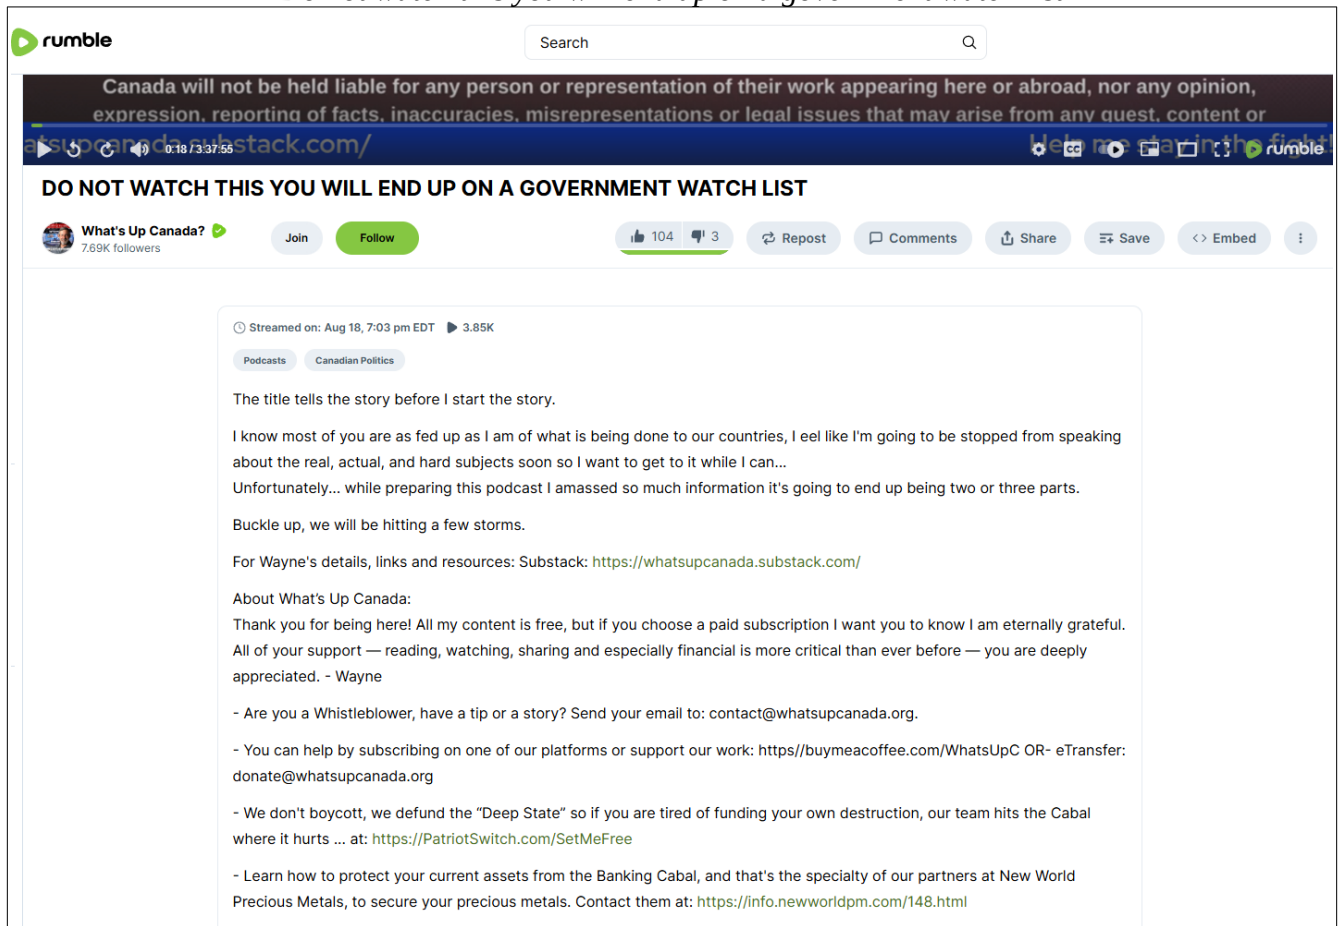 rumble
Search
Canada will not be held liable for any person or representation of their work appearing here or abroad, nor any opinion,
expression, reporting of facts, inaccuracies, misrepresentations or legal issues that may arise from any guest, content or
atsupcanada.substack.com/ Help me stay in the fight!
0:18 / 3:37:55 CC rumble
DO NOT WATCH THIS YOU WILL END UP ON A GOVERNMENT WATCH LIST
What's Up Canada?
7.69K followers
Join Follow 104 3 Repost Comments Share Save <> Embed
Streamed on: Aug 18, 7:03 pm EDT 3.85K
Podcasts Canadian Politics
The title tells the story before I start the story.
I know most of you are as fed up as I am of what is being done to our countries, I eel like I'm going to be stopped from speaking
about the real, actual, and hard subjects soon so I want to get to it while I can...
Unfortunately... while preparing this podcast I amassed so much information it's going to end up being two or three parts.
Buckle up, we will be hitting a few storms.
For Wayne's details, links and resources: Substack: https://whatsupcanada.substack.com/
About What's Up Canada:
Thank you for being here! All my content is free, but if you choose a paid subscription I want you to know I am eternally grateful.
All of your support — reading, watching, sharing and especially financial is more critical than ever before — you are deeply
appreciated. - Wayne
- Are you a Whistleblower, have a tip or a story? Send your email to: contact@whatsupcanada.org.
- You can help by subscribing on one of our platforms or support our work: https//buymeacoffee.com/WhatsUpC OR- eTransfer:
donate@whatsupcanada.org
- We don't boycott, we defund the “Deep State” so if you are tired of funding your own destruction, our team hits the Cabal
where it hurts ... at: https://PatriotSwitch.com/SetMeFree
- Learn how to protect your current assets from the Banking Cabal, and that's the specialty of our partners at New World
Precious Metals, to secure your precious metals. Contact them at: https://info.newworldpm.com/148.html